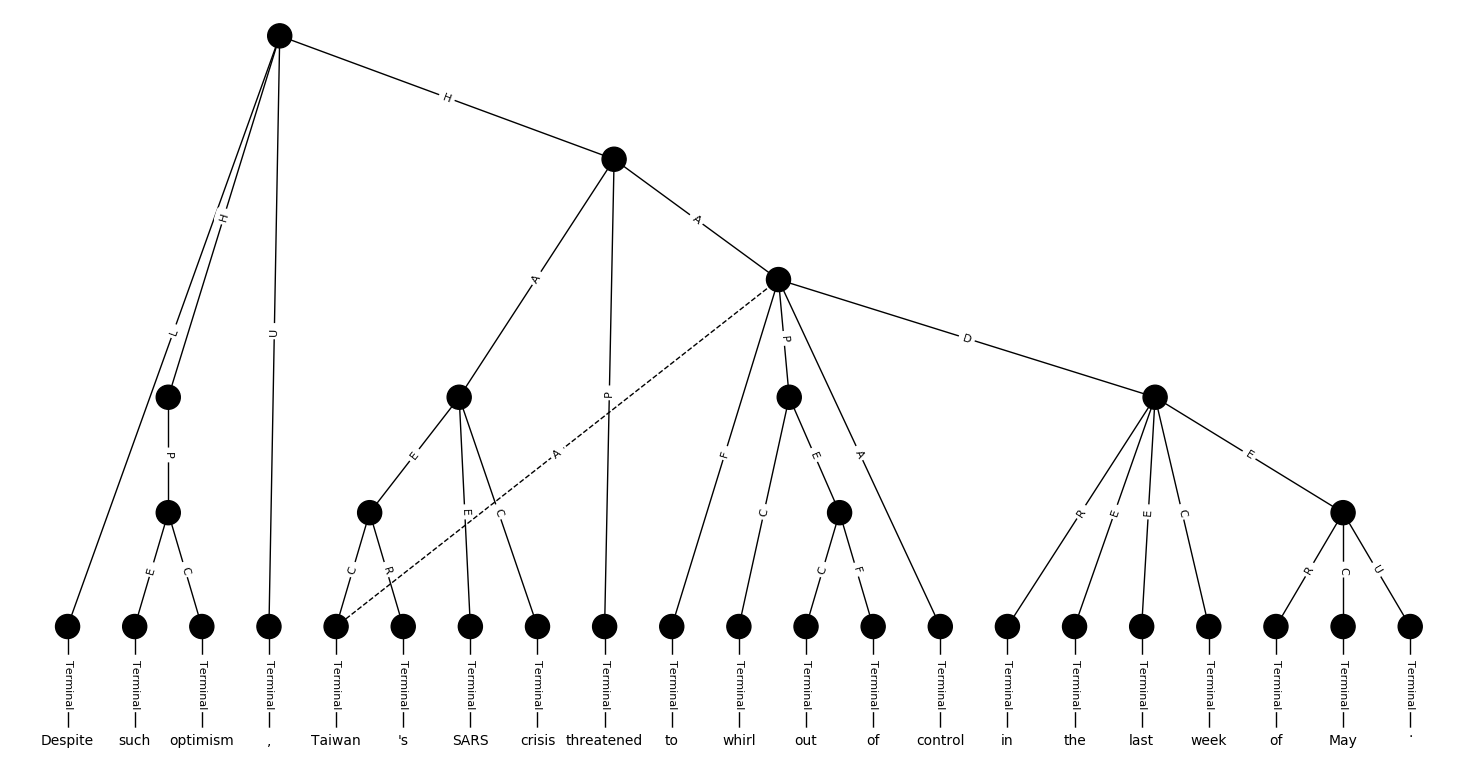 H
H
A
A
L
U
P
D
P
E
A
F
A
E
R
E
E
C
E
P
E
C
C
E
C
C
R
C
F
R
C
U
Terminal Terminal Terminal Terminal Terminal Terminal Terminal Terminal Terminal Terminal Terminal Terminal Terminal Terminal Terminal Terminal Terminal Terminal Terminal Terminal Terminal
Despite such optimism , Taiwan 's SARS crisis threatened to whirl out of control in the last week of May .